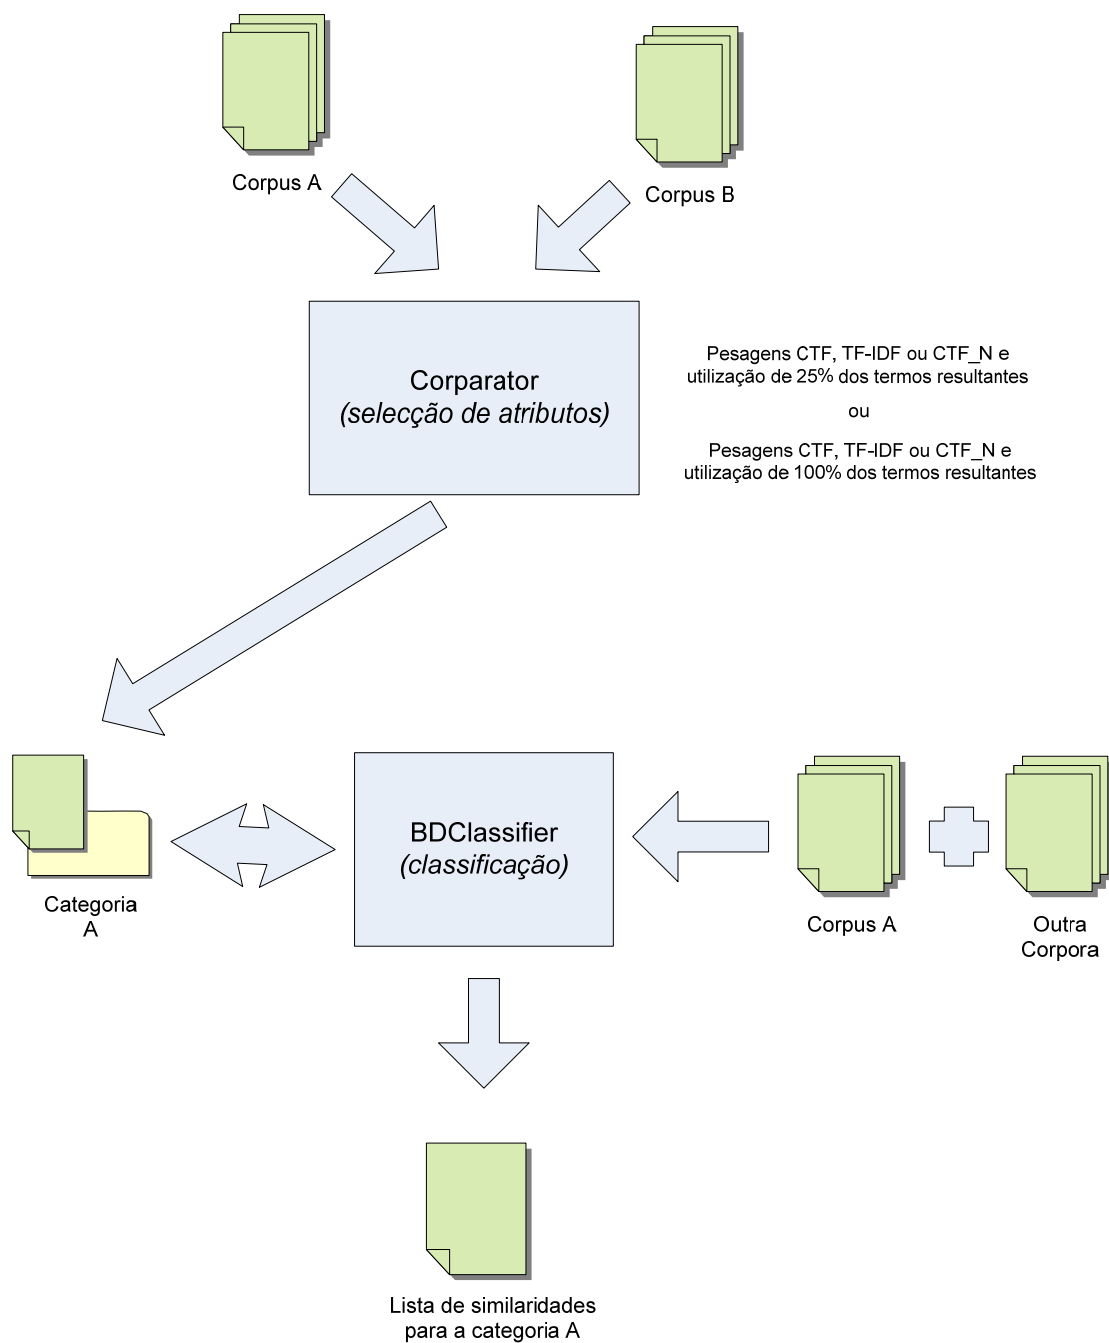 Corpus A
Corpus B
Corparator
(selecção de atributos)
Pesagens CTF, TF-IDF ou CTF_N e
utilização de 25% dos termos resultantes
ou
Pesagens CTF, TF-IDF ou CTF_N e
utilização de 100% dos termos resultantes
Categoria
A
BDClassifier
(classificação)
Corpus A
Outra
Corpora
Lista de similaridades
para a categoria A